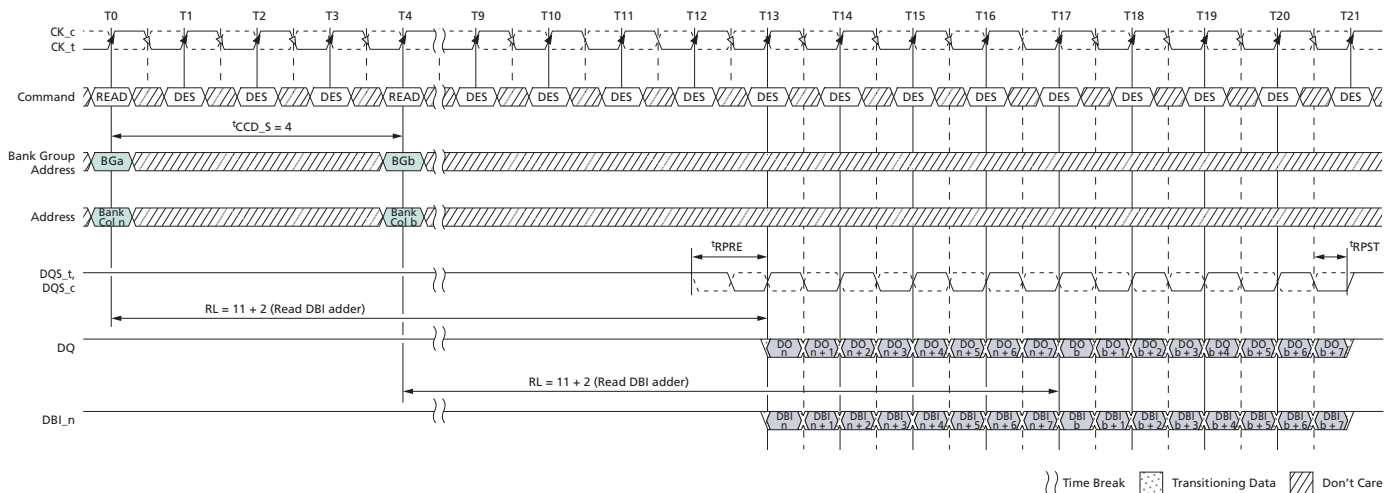 T0 T1 T2 T3 T4 T9 T10 T11 T12 T13 T14 T15 T16 T17 T18 T19 T20 T21
CK_c
CK_t
Command READ DES DES DES READ DES DES DES DES DES DES DES DES DES DES DES DES DES
tCCD_S = 4
Bank Group
Address BGa BGb
Address Bank
Col n Bank
Col b
tRPRE tRPST
DQS_t,
DQS_c
RL = 11 + 2 (Read DBI adder)
DQ DO
n DO
n + 1 DO
n + 2 DO
n + 3 DO
n + 4 DO
n + 5 DO
n + 6 DO
n + 7 DO
b DO
b + 1 DO
b + 2 DO
b + 3 DO
b +4 DO
b + 5 DO
b + 6 DO
b + 7
RL = 11 + 2 (Read DBI adder)
DBI_n DBI
n DBI
n + 1 DBI
n + 2 DBI
n + 3 DBI
n + 4 DBI
n + 5 DBI
n + 6 DBI
n + 7 DBI
b DBI
b + 1 DBI
b + 2 DBI
b + 3 DBI
b + 4 DBI
b + 5 DBI
b + 6 DBI
b + 7
Time Break Transitioning Data Don't Care